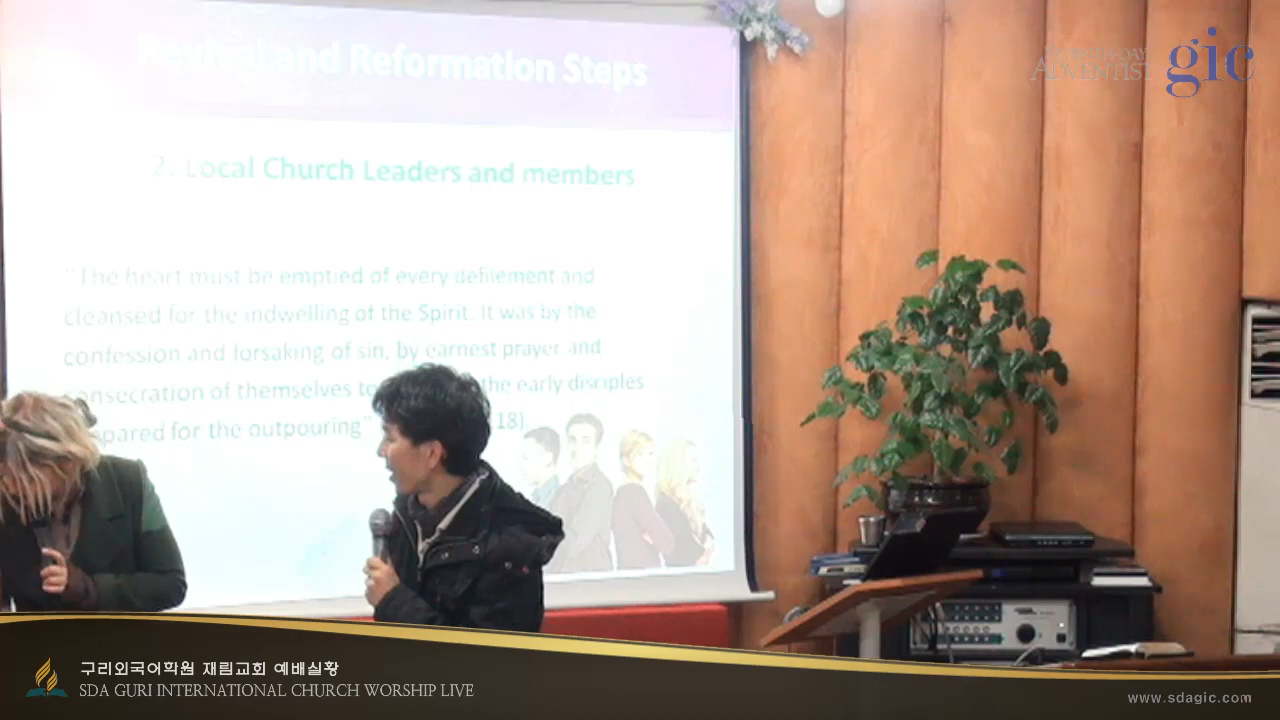 Revival and Reformation Steps
SEVENTH-DAY
ADVENTIST
gic
2. Local Church Leaders and members
"The heart must be emptied of every defilement and
cleansed for the indwelling of the Spirit. It was by the
confession and forsaking of sin, by earnest prayer and
consecration of themselves to the early disciples
prepared for the outpouring"
18).
구리외국어학원 재림교회 예배실황
SDA GURI INTERNATIONAL CHURCH WORSHIP LIVE
www.sdagic.com